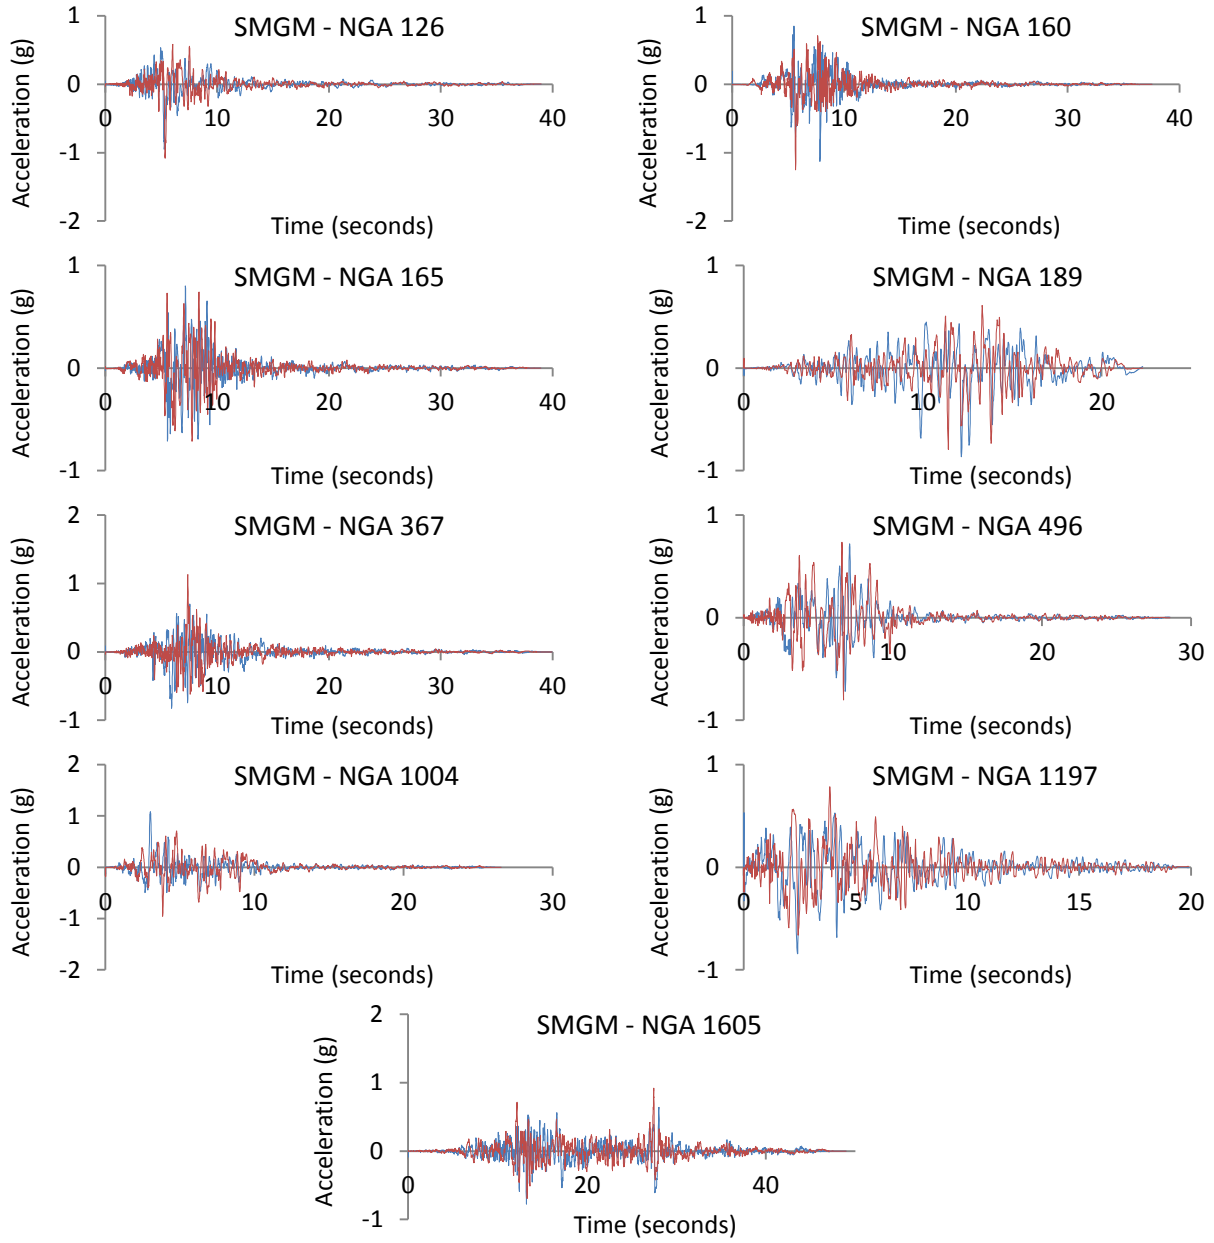 SMGM - NGA 126
Acceleration (g)
1
0
-1
-2
0 10 20 30 40
Time (seconds)
SMGM - NGA 160
Acceleration (g)
1
0
-1
-2
0 10 20 30 40
Time (seconds)
SMGM - NGA 165
Acceleration (g)
1
0
-1
0 10 20 30 40
Time (seconds)
SMGM - NGA 189
Acceleration (g)
1
0
-1
0 10 20
Time (seconds)
SMGM - NGA 367
Acceleration (g)
2
1
0
-1
0 10 20 30 40
Time (seconds)
SMGM - NGA 496
Acceleration (g)
1
0
-1
0 10 20 30
Time (seconds)
SMGM - NGA 1004
Acceleration (g)
2
1
0
-1
-2
0 10 20 30
Time (seconds)
SMGM - NGA 1197
Acceleration (g)
1
0
-1
0 5 10 15 20
Time (seconds)
SMGM - NGA 1605
Acceleration (g)
2
1
0
-1
0 20 40
Time (seconds)